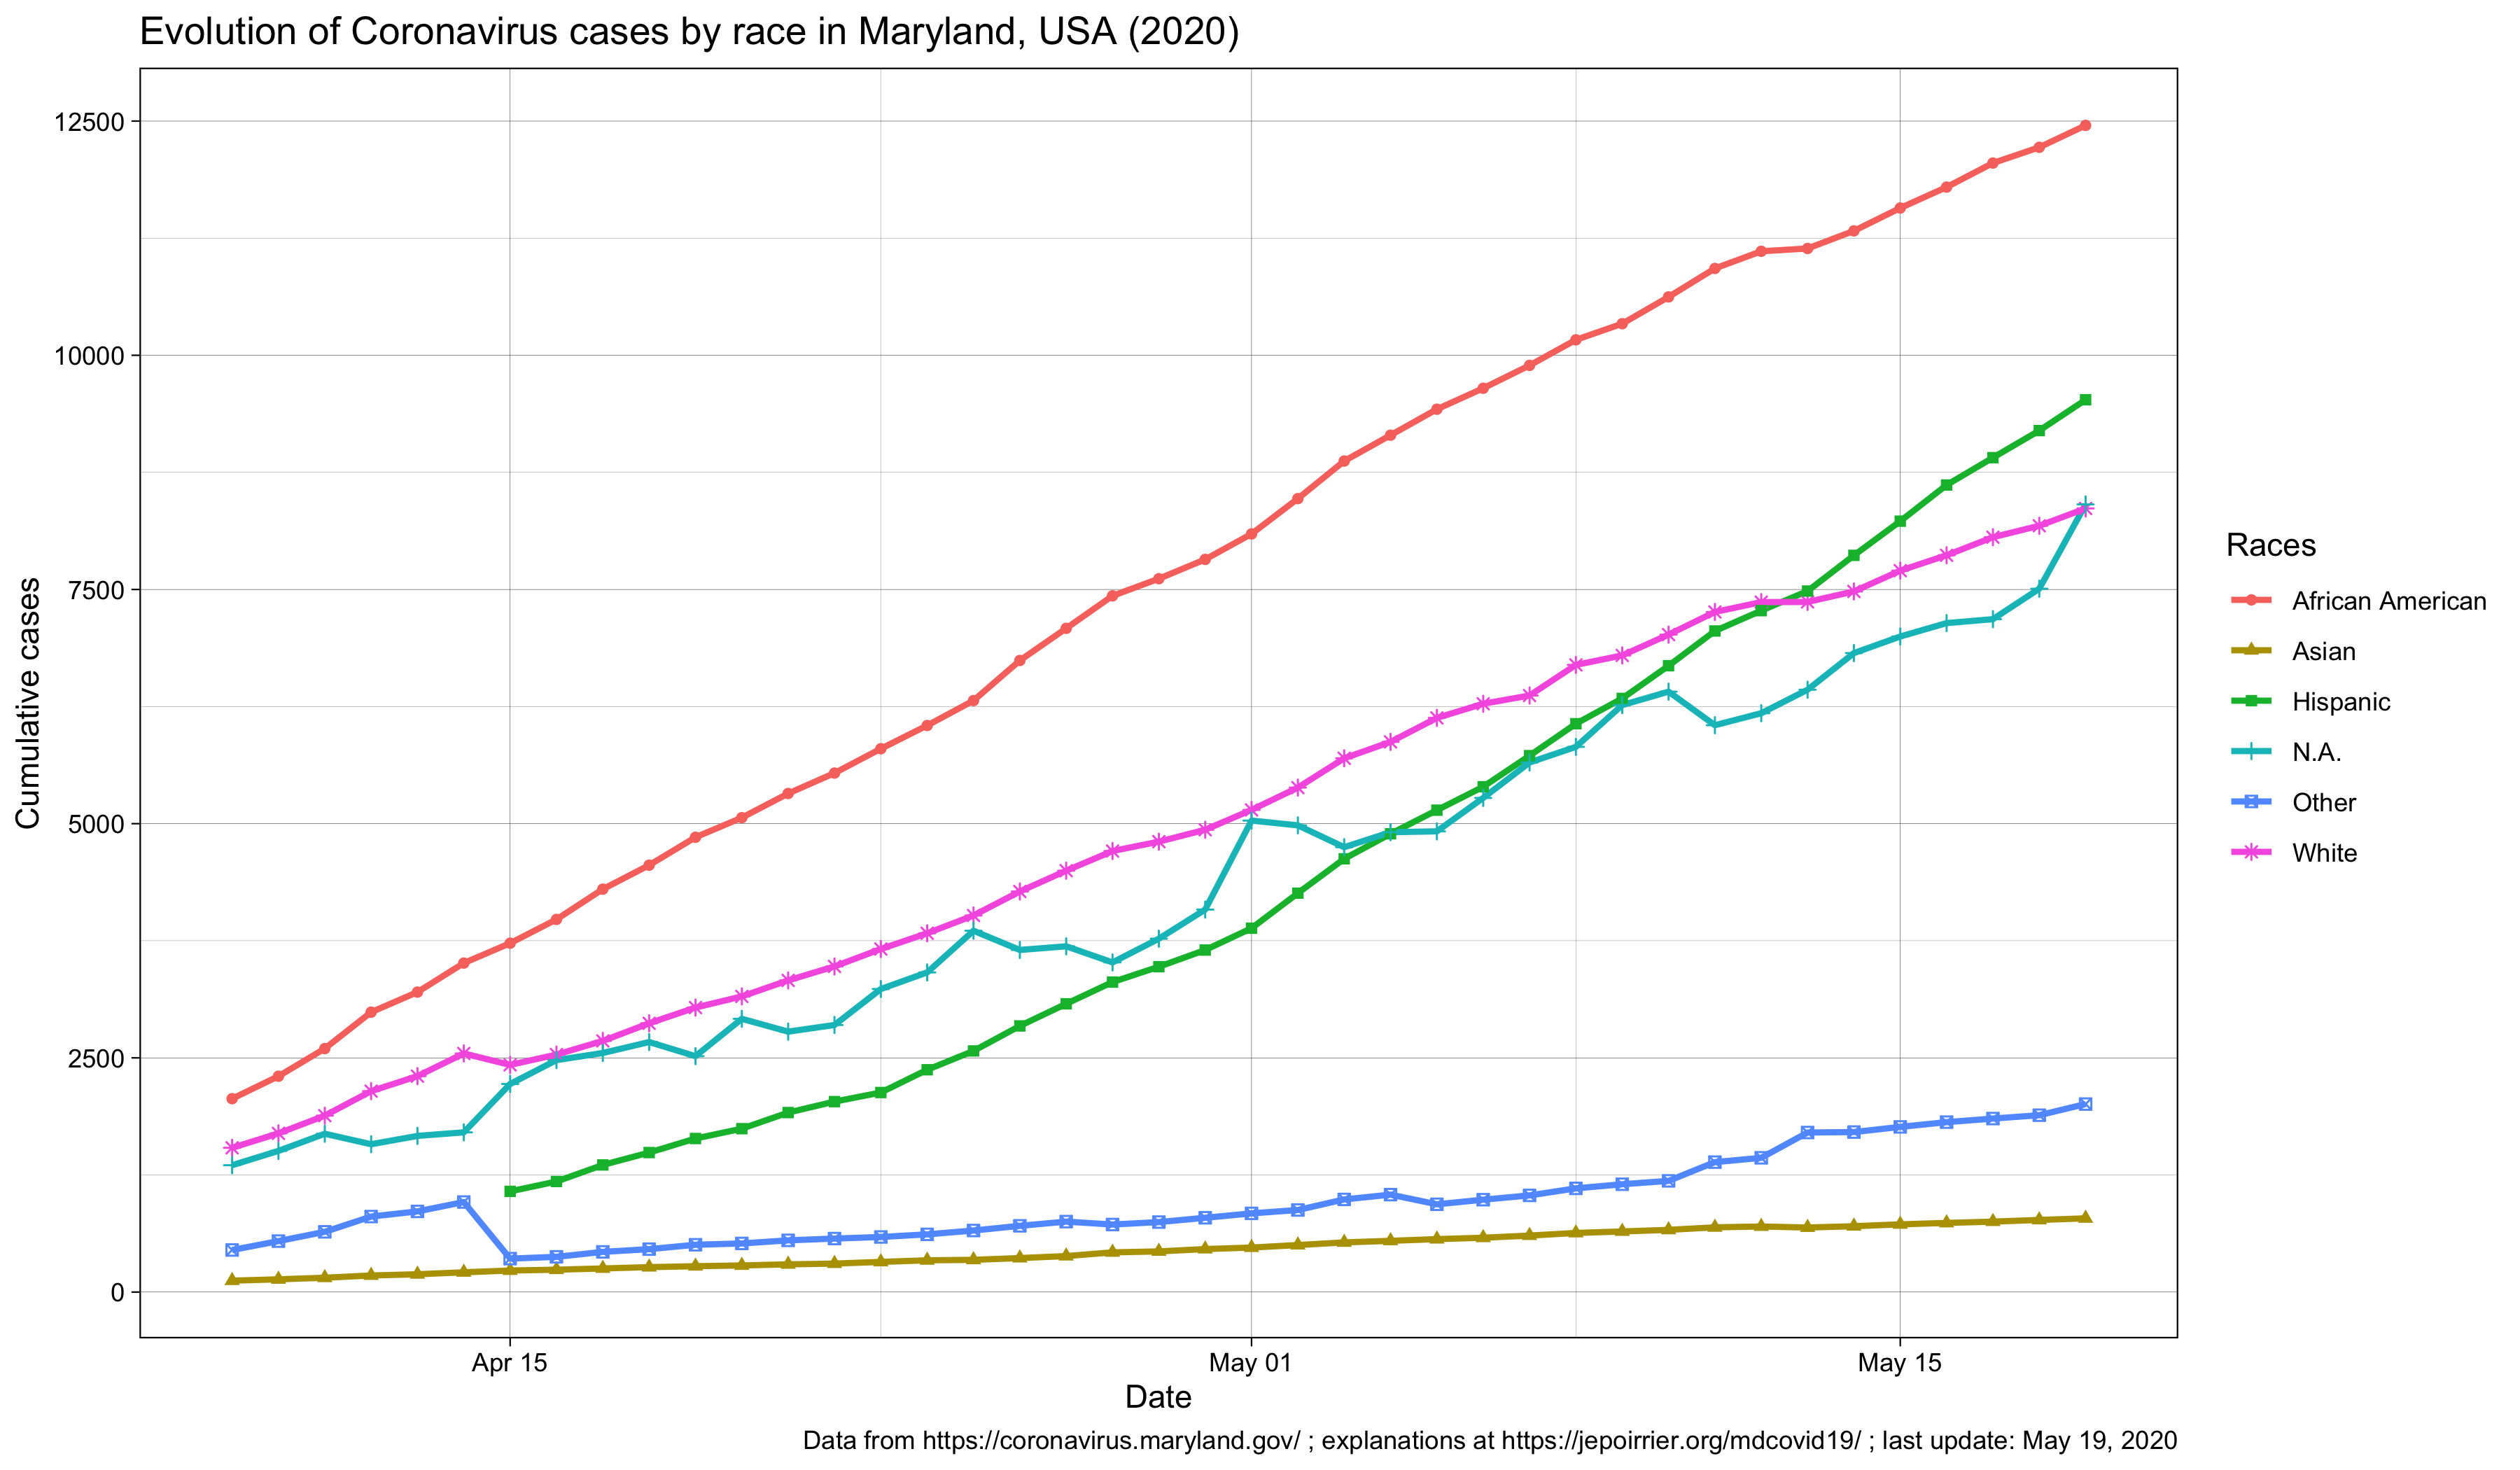 Evolution of Coronavirus cases by race in Maryland, USA (2020)
12500
10000
7500
5000
2500
0
Cumulative cases
Apr 15
May 01
May 15
Date
Races
African American
Asian
Hispanic
N.A.
Other
White
Data from https://coronavirus.maryland.gov/ ; explanations at https://jepoirrier.org/mdcovid19/ ; last update: May 19, 2020